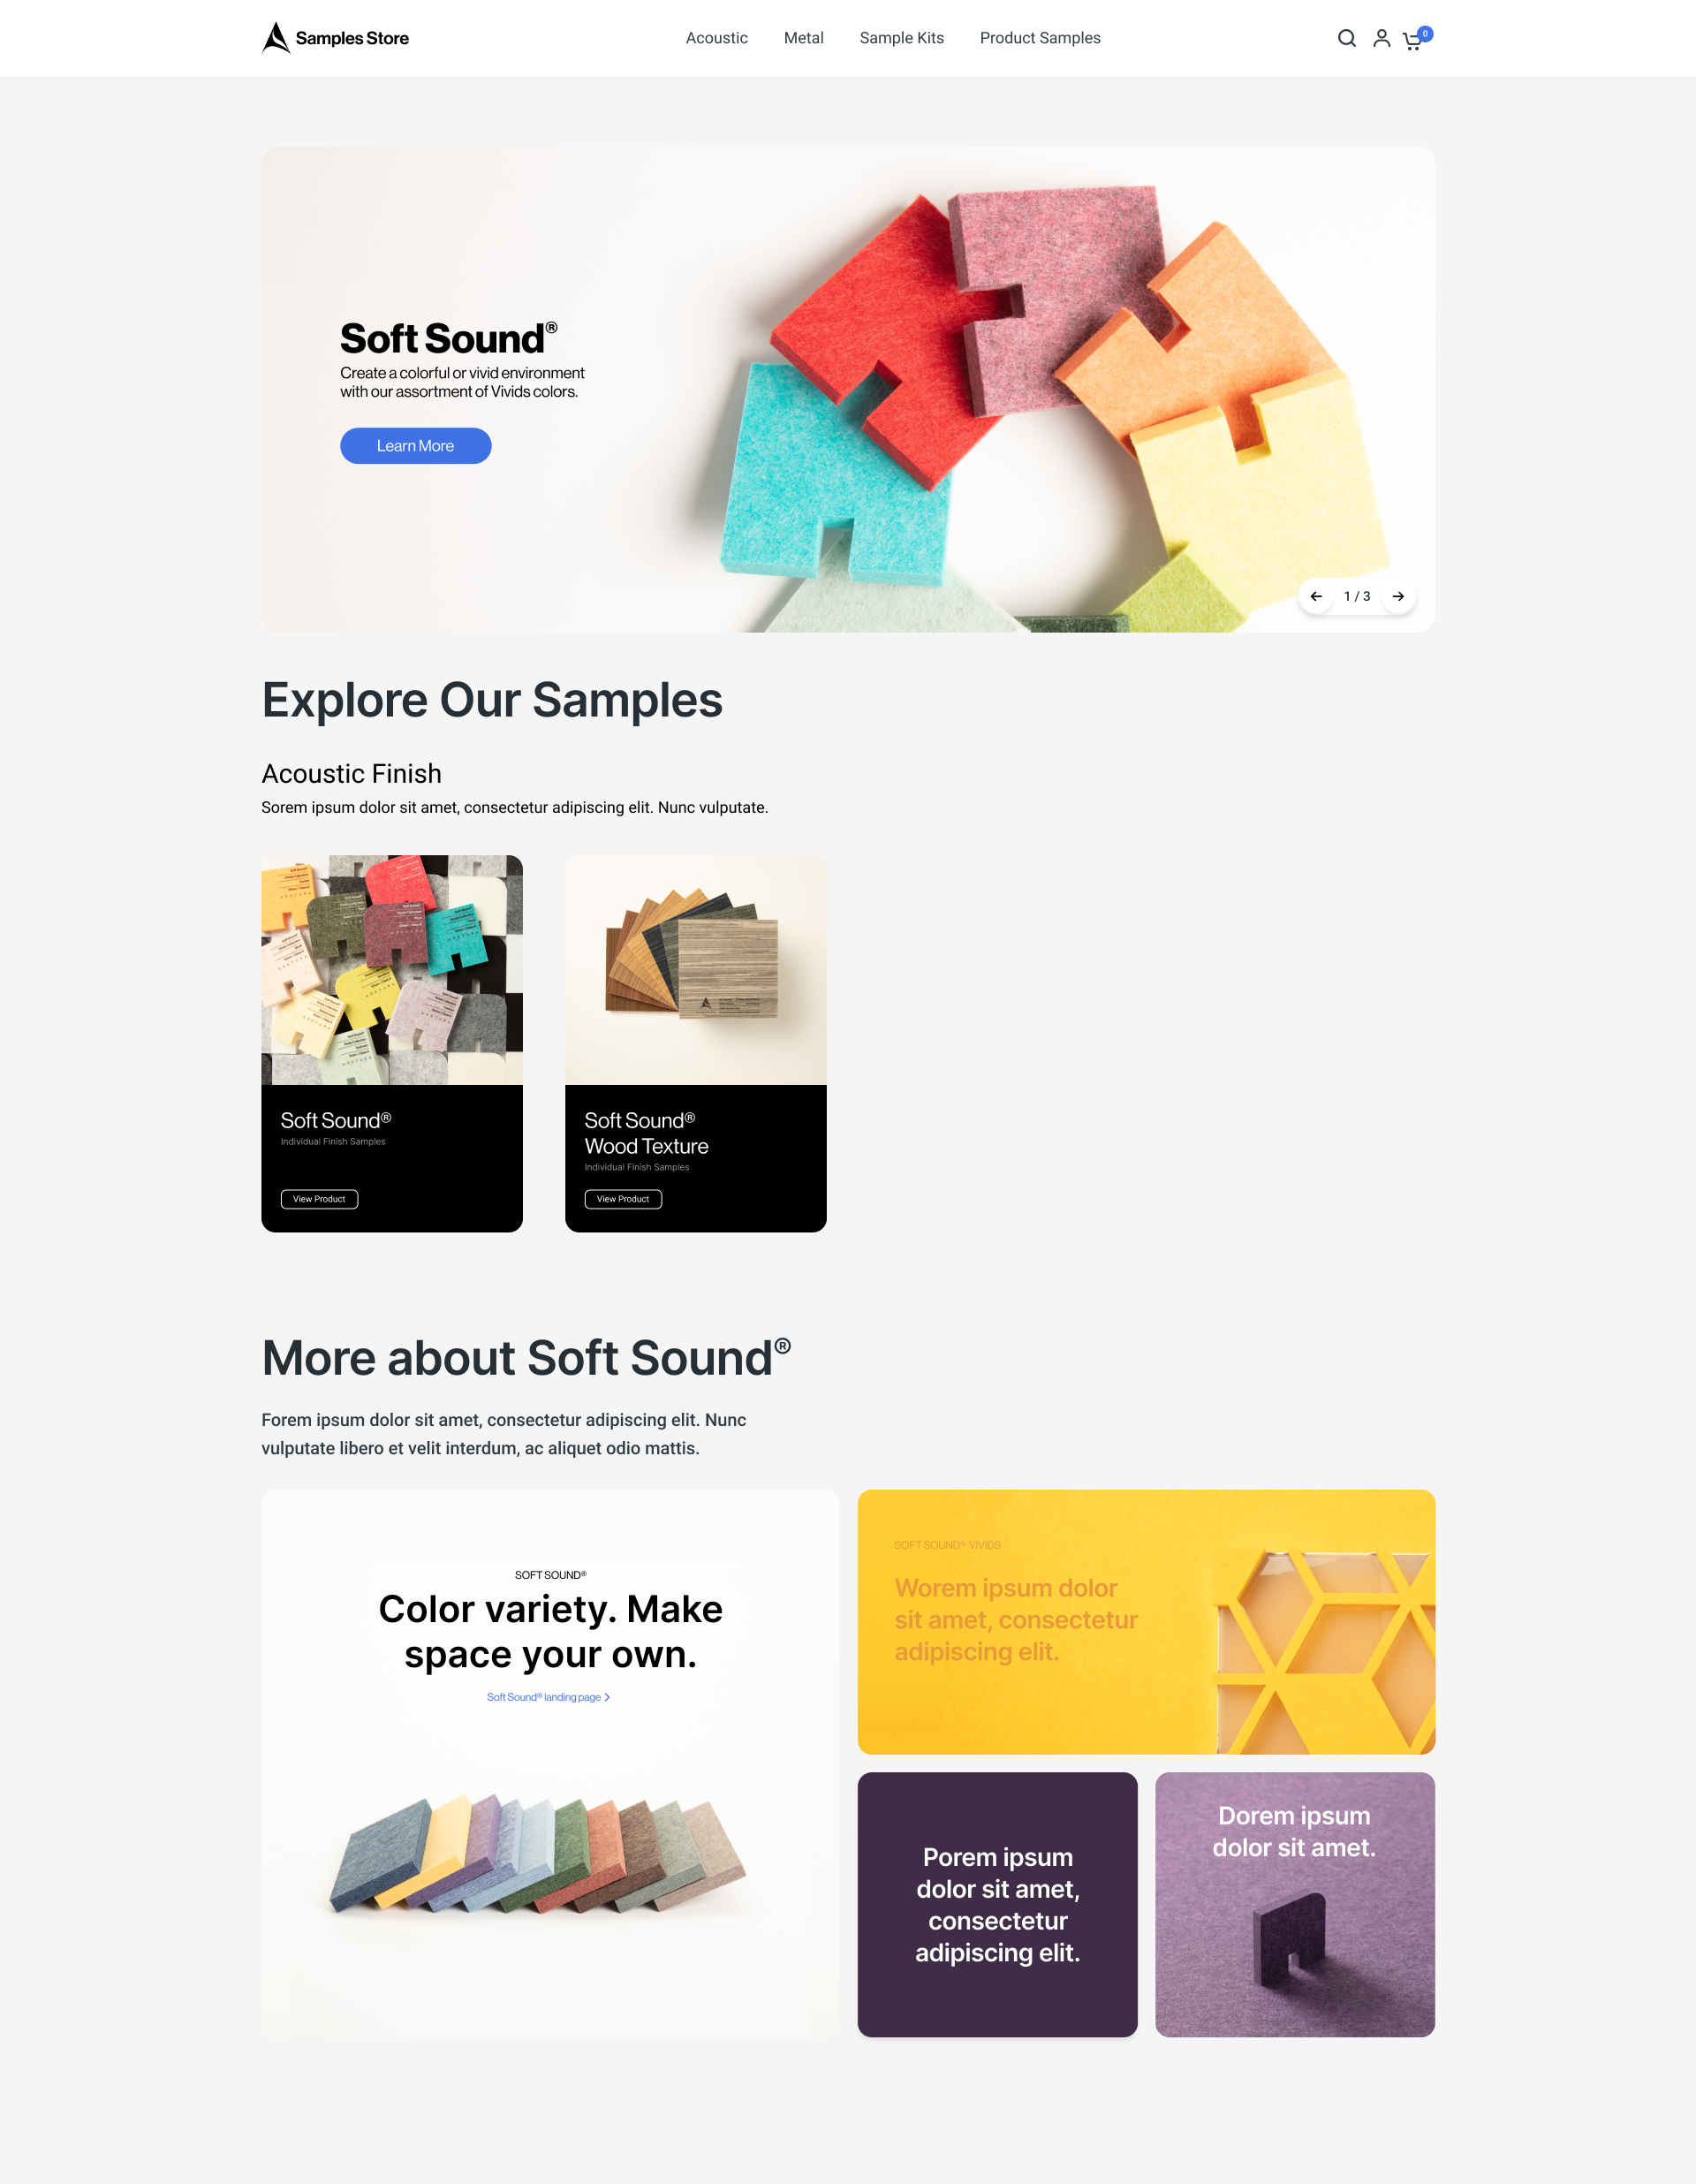 Samples Store
Acoustic
Metal
Sample Kits
Product Samples
0
Soft Sound®
Create a colorful or vivid environment
with our assortment of Vivids colors.
Learn More
1 / 3
Explore Our Samples
Acoustic Finish
Sorem ipsum dolor sit amet, consectetur adipiscing elit. Nunc vulputate.
Soft Sound®
Individual Finish Samples
View Product
Soft Sound®
Wood Texture
Individual Finish Samples
View Product
More about Soft Sound®
Forem ipsum dolor sit amet, consectetur adipiscing elit. Nunc
vulputate libero et velit interdum, ac aliquet odio mattis.
SOFT SOUND®
Color variety. Make
space your own.
Soft Sound® landing page
SOFT SOUND® VIVIDS
Worem ipsum dolor
sit amet, consectetur
adipiscing elit.
Porem ipsum
dolor sit amet,
consectetur
adipiscing elit.
Dorem ipsum
dolor sit amet.